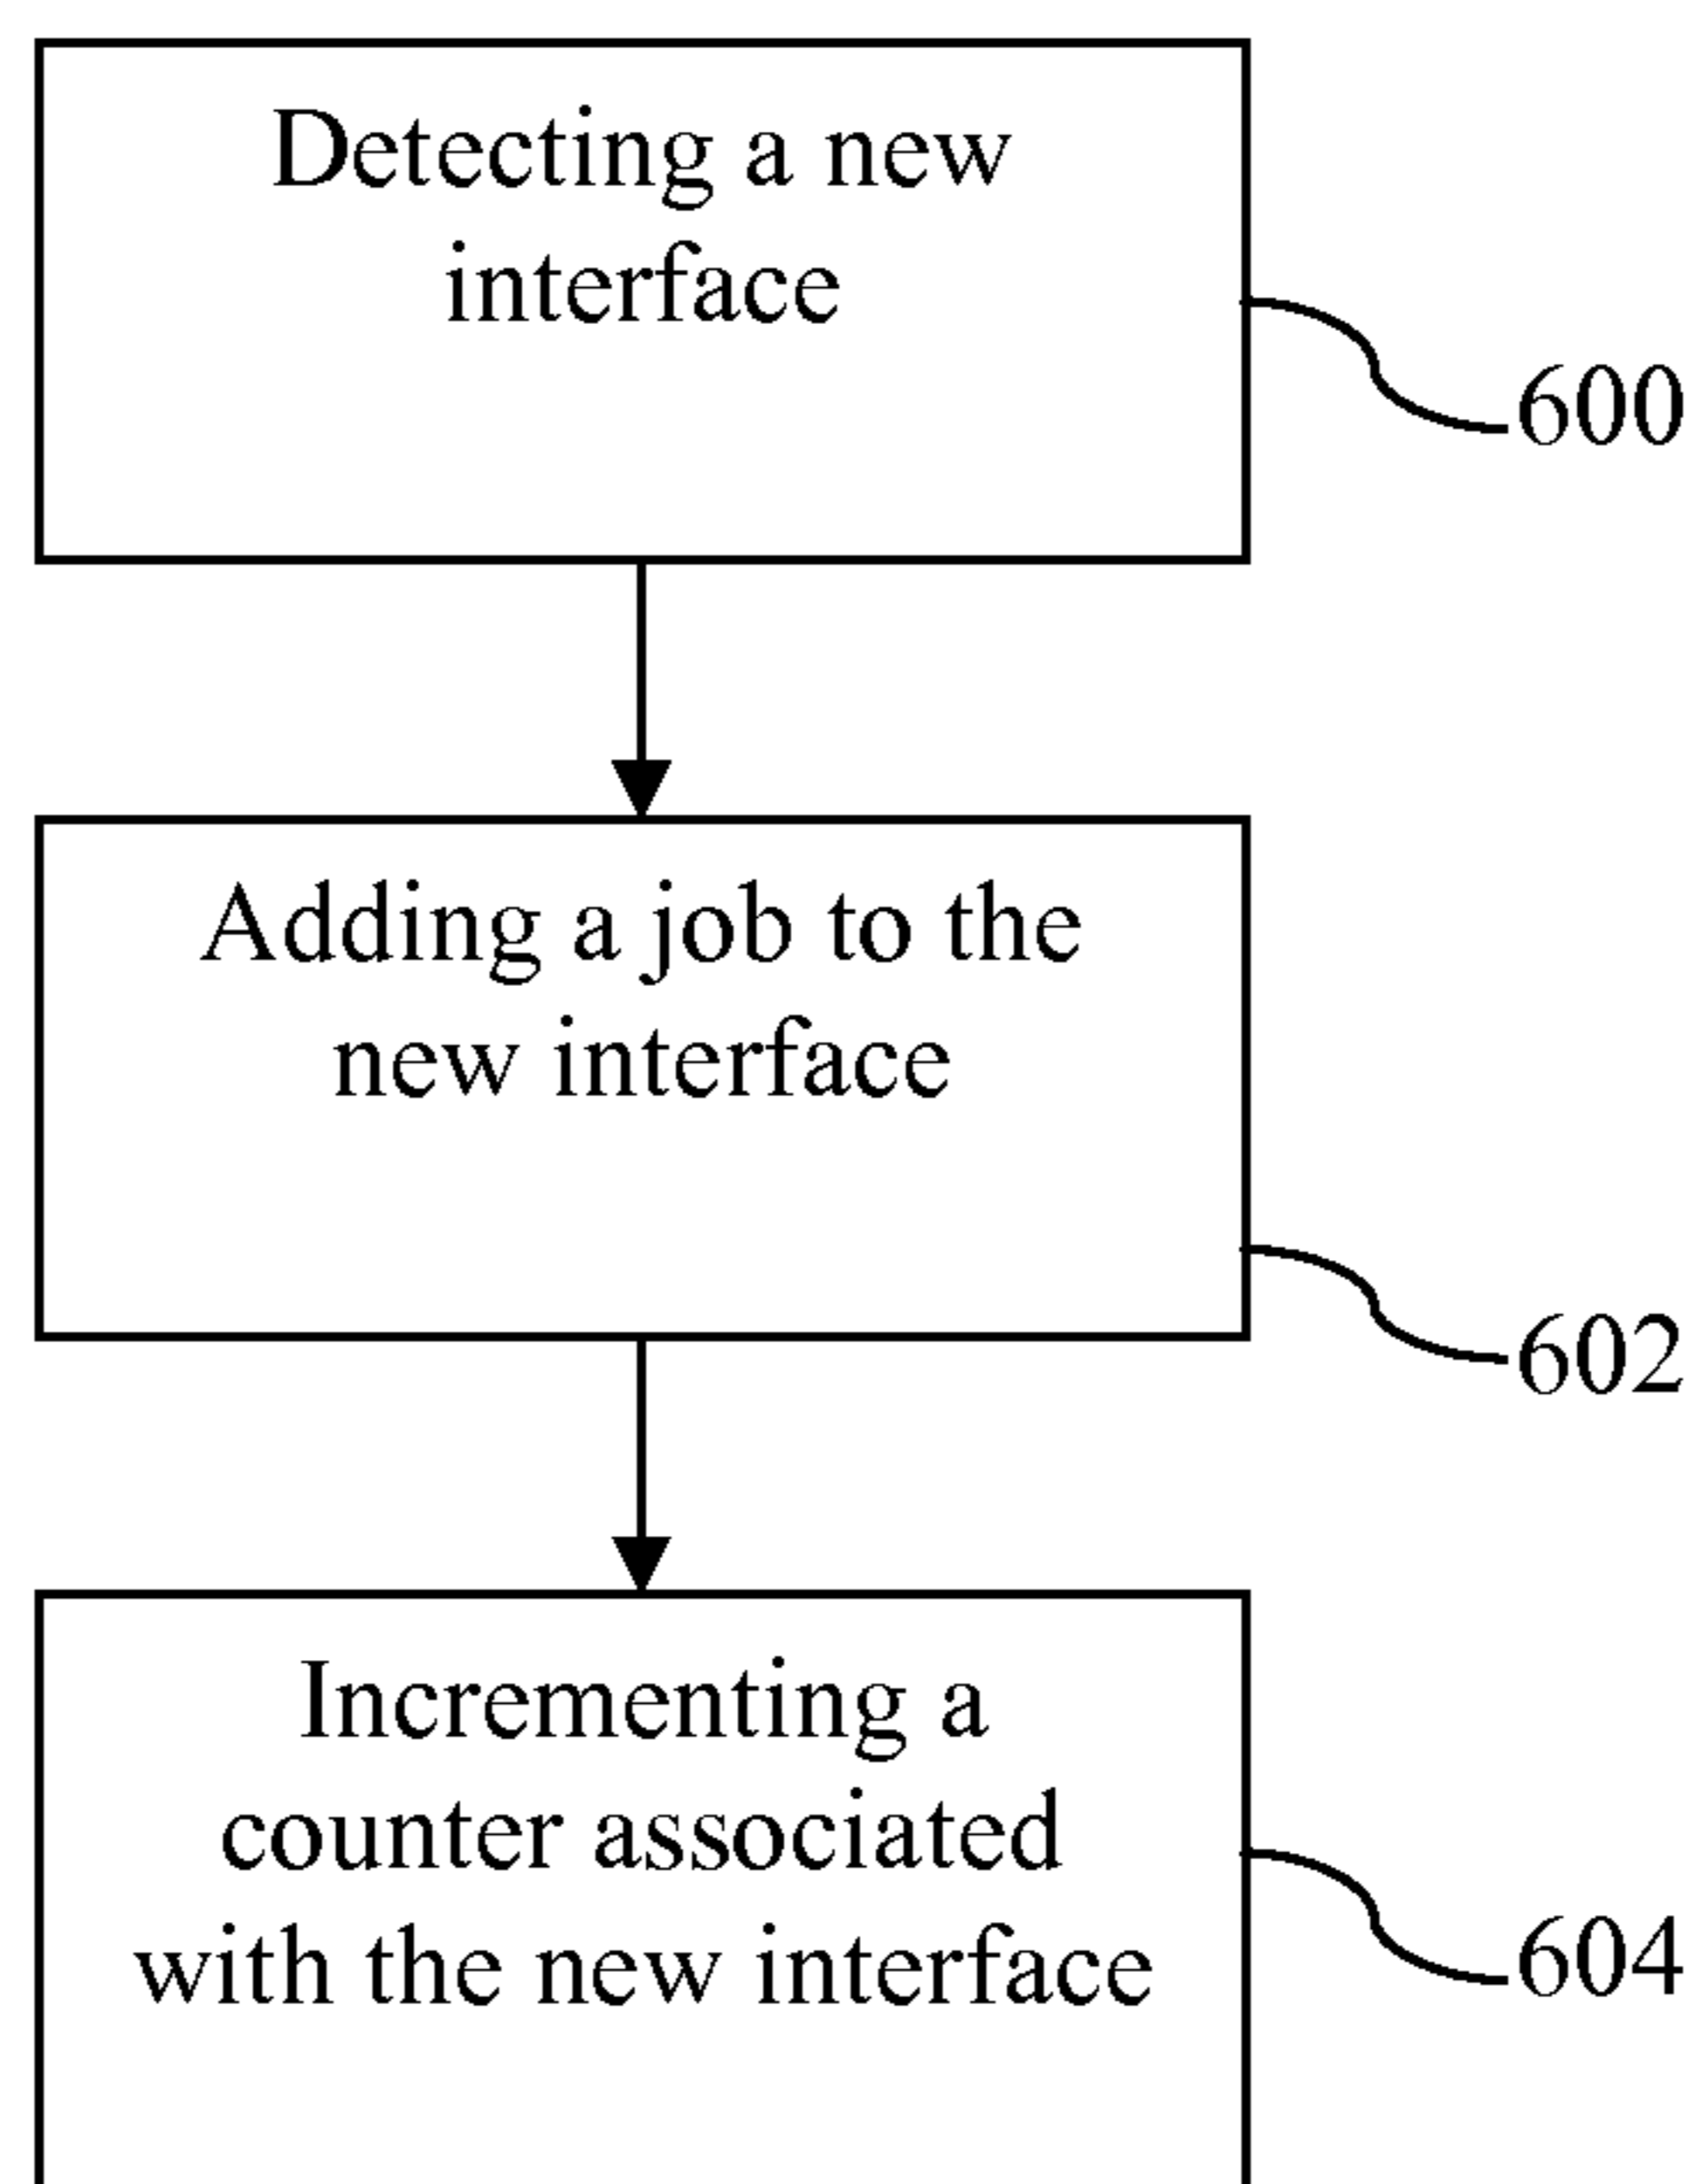 Detecting a new
interface
600
Adding a job to the
new interface
602
Incrementing a
counter associated
with the new interface
604